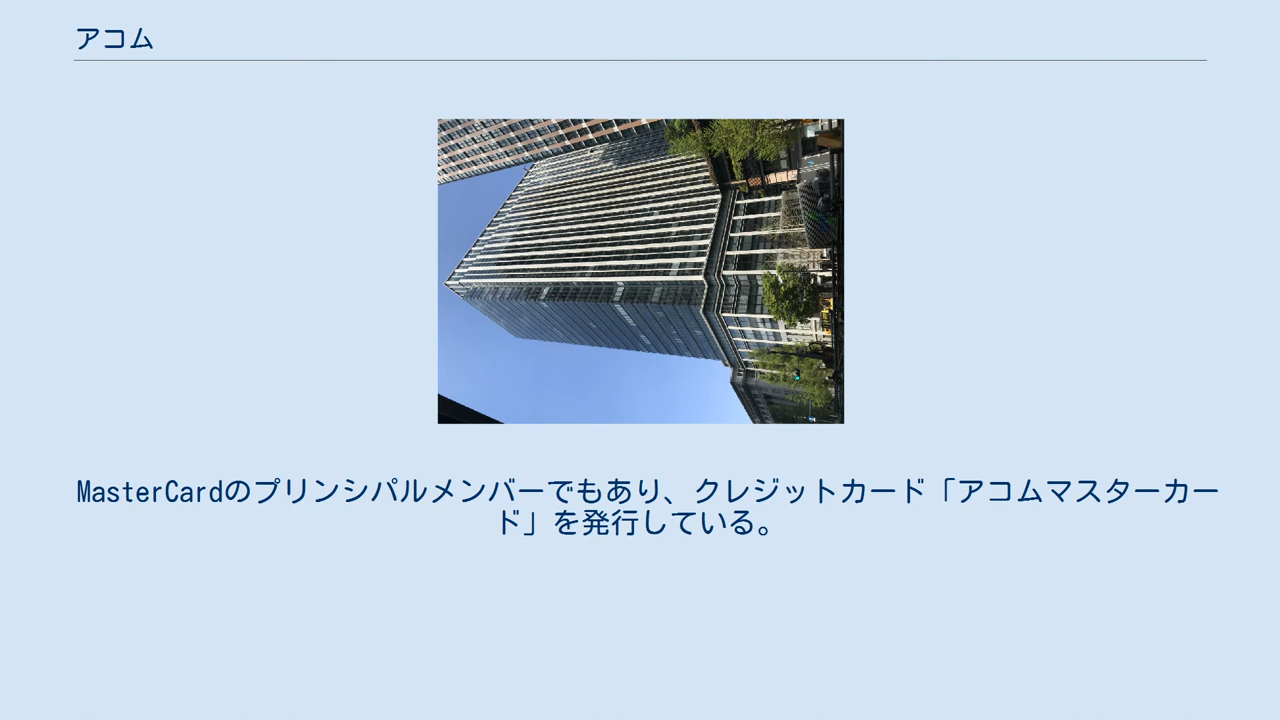 アコム
MasterCardのプリンシパルメンバーでもあり、クレジットカード「アコムマスターカー
ド」を発行している。